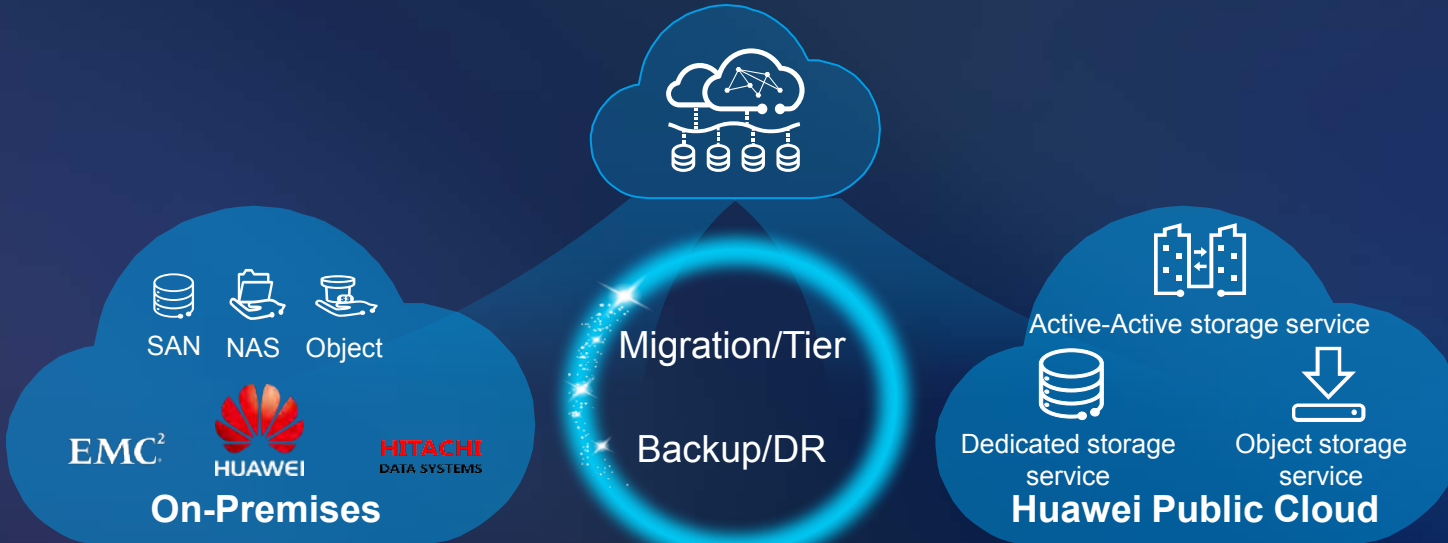 SAN NAS Object
EMC²
HUAWEI
HITACHI
DATA SYSTEMS
On-Premises
Migration/Tier
Backup/DR
Active-Active storage service
Dedicated storage
service
Object storage
service
Huawei Public Cloud